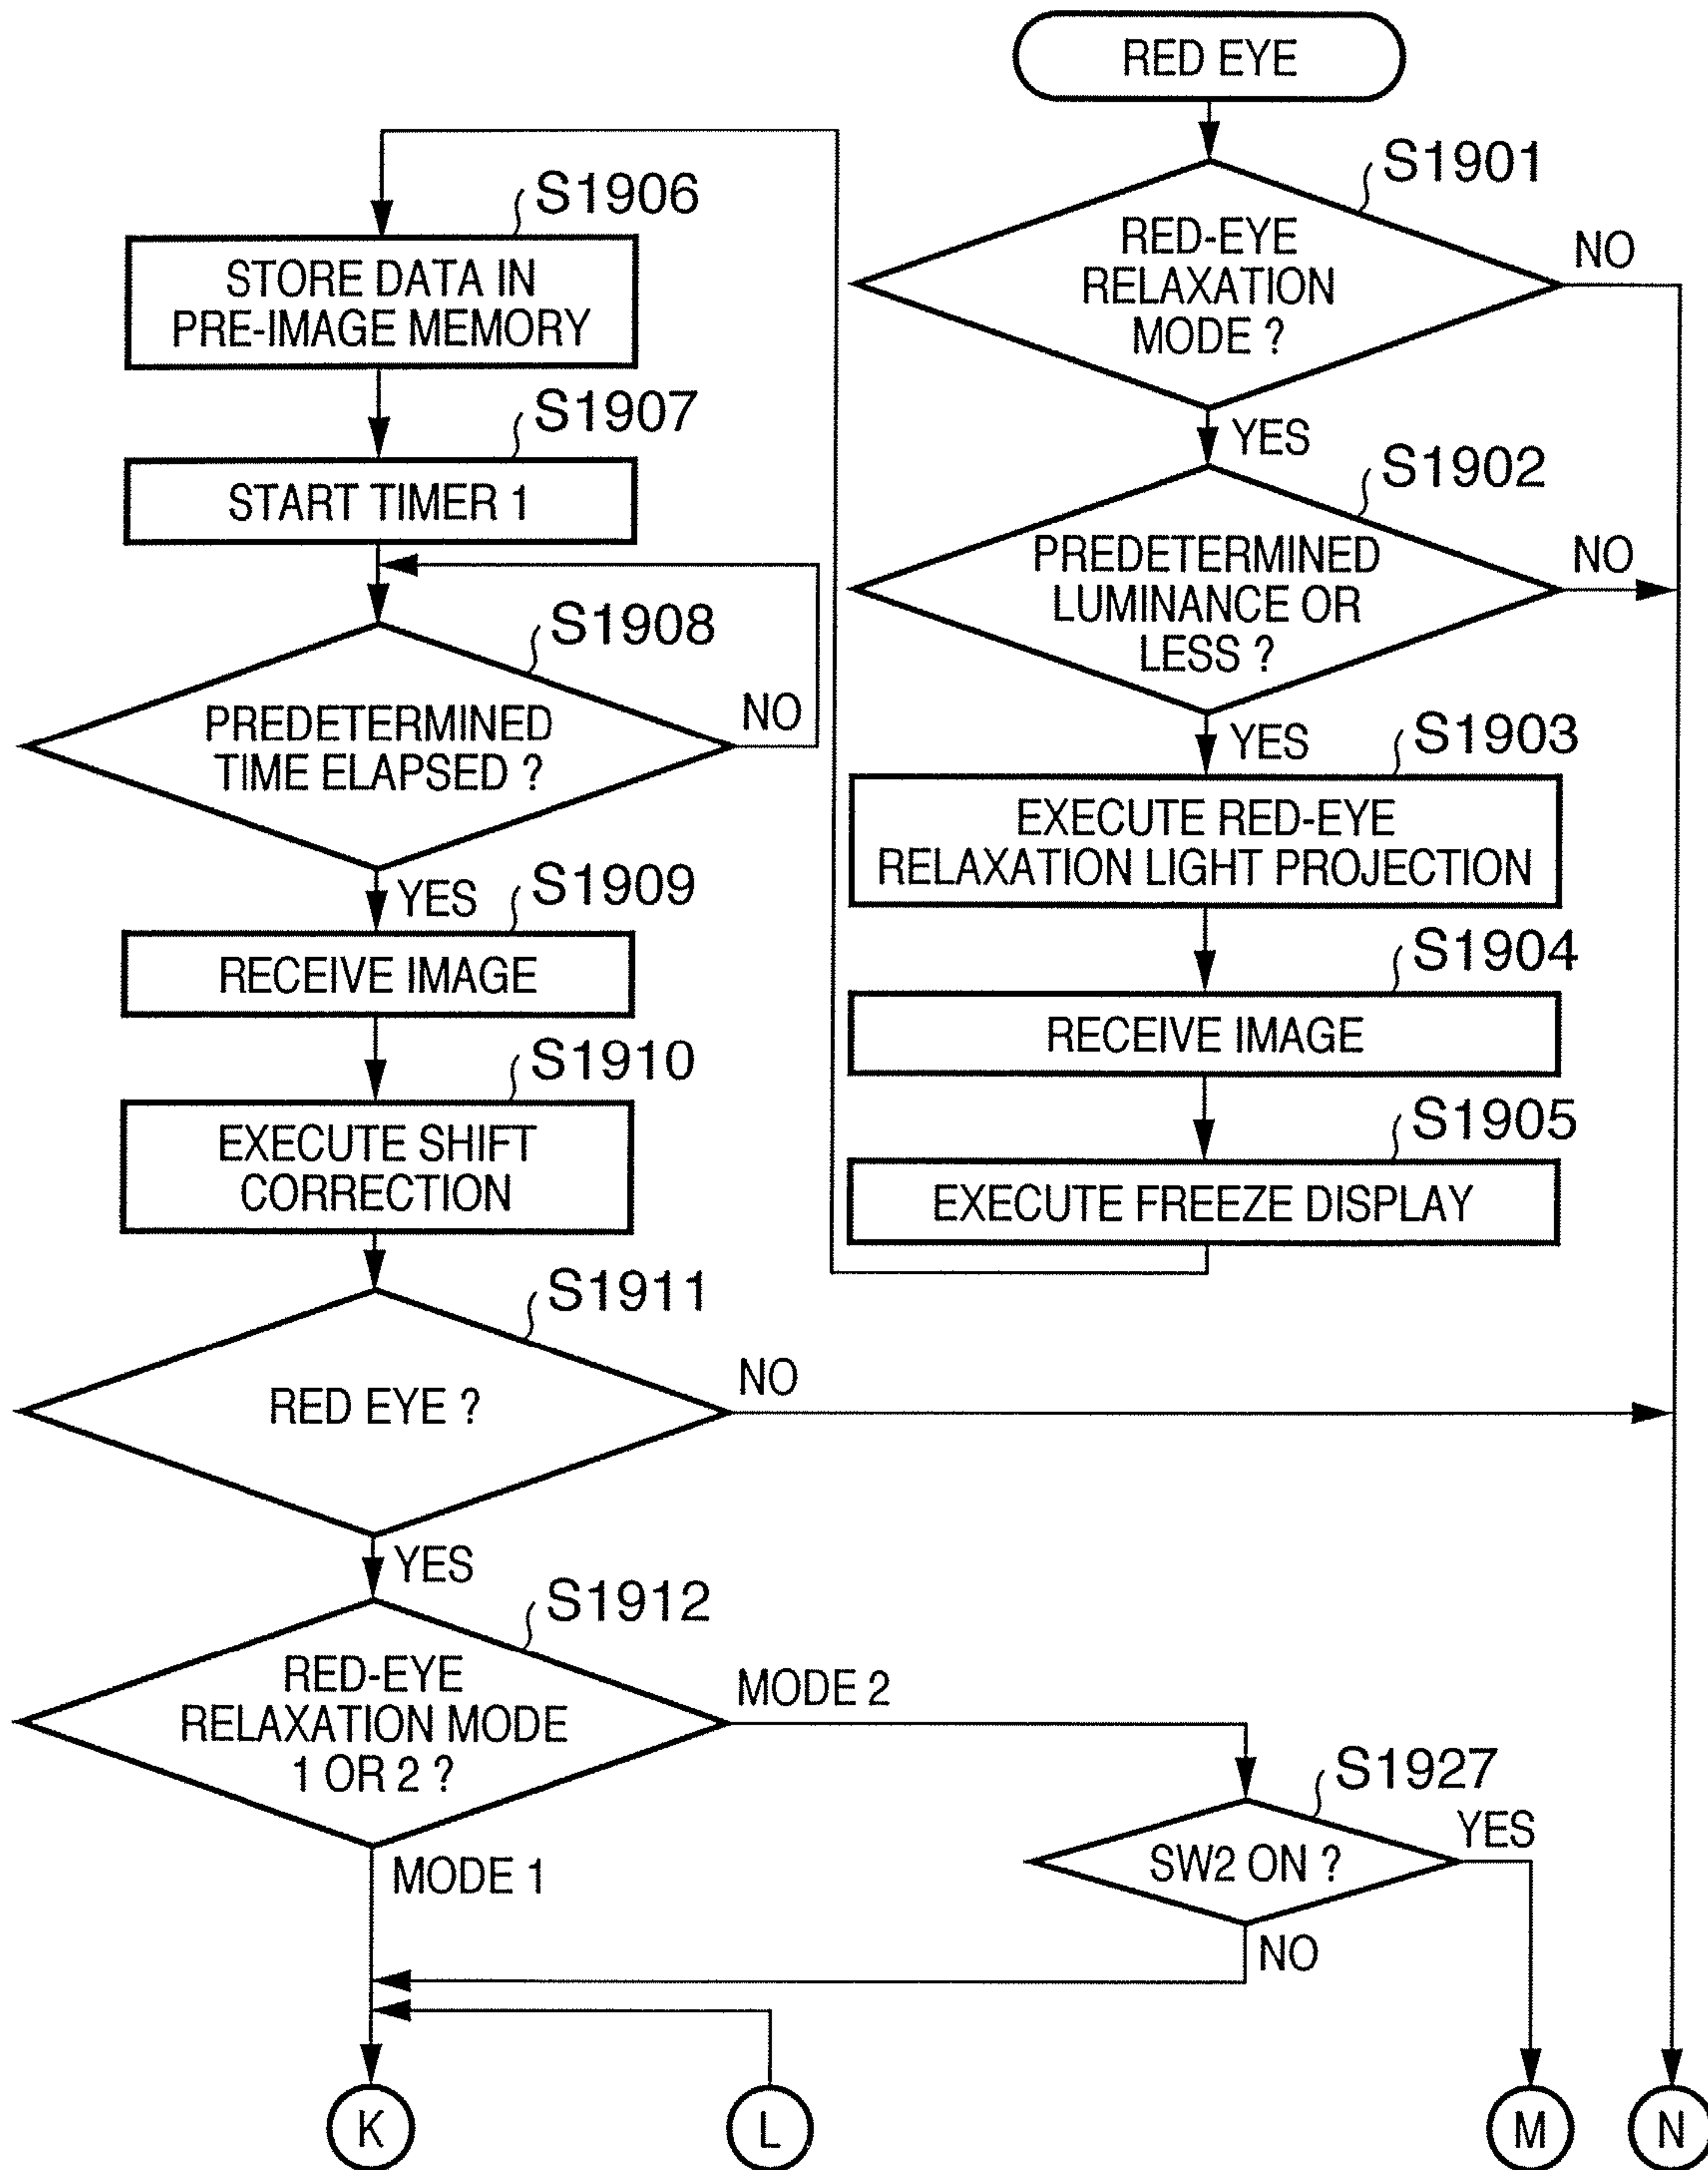 RED EYE
S1901
RED-EYE
RELAXATION
MODE ?
NO
YES
S1902
PREDETERMINED
LUMINANCE OR
LESS ?
NO
YES
S1903
EXECUTE RED-EYE
RELAXATION LIGHT PROJECTION
S1904
RECEIVE IMAGE
S1905
EXECUTE FREEZE DISPLAY
S1906
STORE DATA IN
PRE-IMAGE MEMORY
S1907
START TIMER 1
S1908
PREDETERMINED
TIME ELAPSED ?
NO
YES
S1909
RECEIVE IMAGE
S1910
EXECUTE SHIFT
CORRECTION
S1911
RED EYE ?
NO
YES
S1912
RED-EYE
RELAXATION MODE
1 OR 2 ?
MODE 2
MODE 1
S1927
SW2 ON ?
YES
NO
K
L
M
N